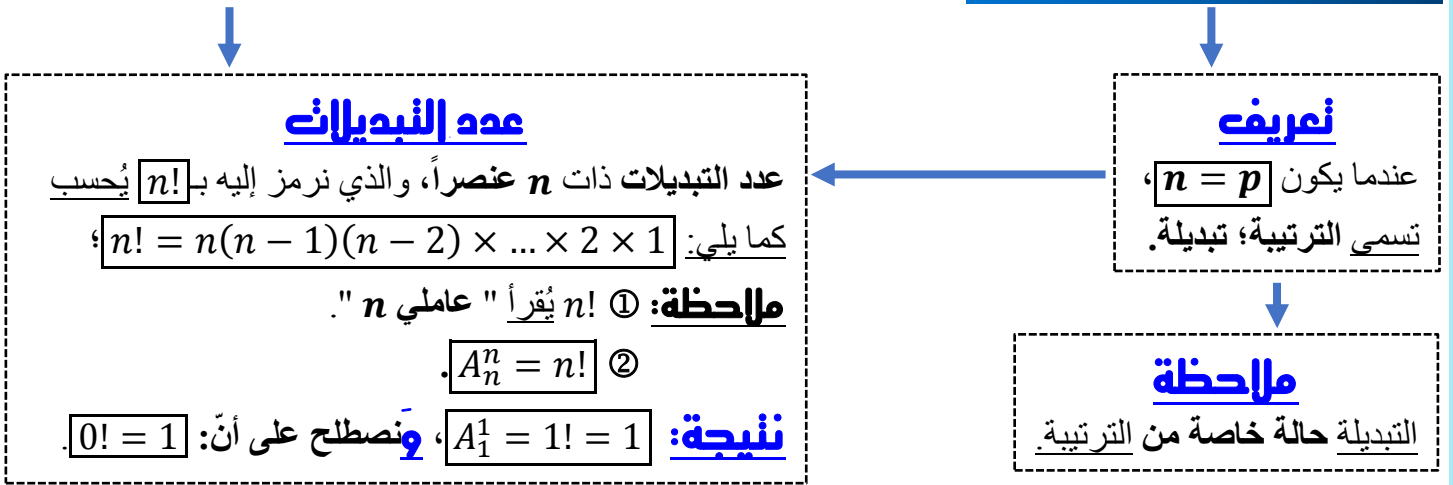 تعريف
عندما يكون n = p،
تسمى الترتيبة؛ تبديلة.
ملاحظة
التبديلة حالة خاصة من الترتيبة.
عدد التبديلات
عدد التبديلات ذات n عنصراً، والذي نرمز إليه بـ n! يُحسب
كما يلي: n! = n(n − 1)(n − 2) × … × 2 × 1؛
ملاحظة: ① n! يُقرأ " عاملي n ".
② A_n^n = n!.
نتيجة: A_1^1 = 1! = 1، وَنصطلح على أنّ: 0! = 1.